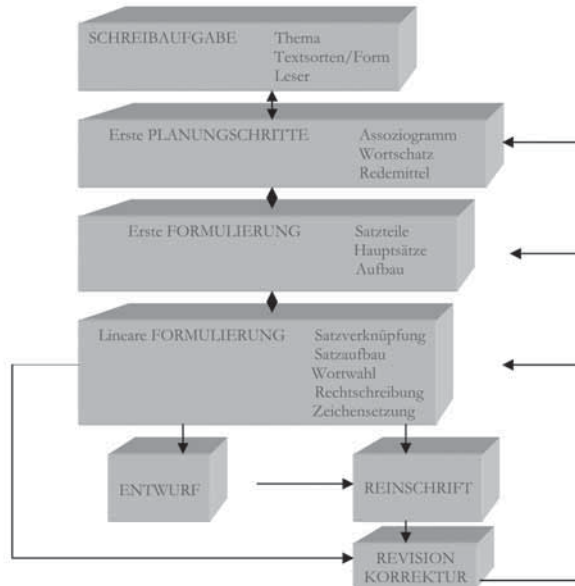 SCHREIBAUFGABE Thema
Textsorten/Form
Leser
Erste PLANUNGSCHRITTE Assoziogramm
Wortschatz
Redemittel
Erste FORMULIERUNG Satzteile
Hauptsätze
Aufbau
Lineare FORMULIERUNG Satzverknüpfung
Satzaufbau
Wortwahl
Rechtschreibung
Zeichensetzung
ENTWURF
REINSCHRIFT
REVISION
KORREKTUR